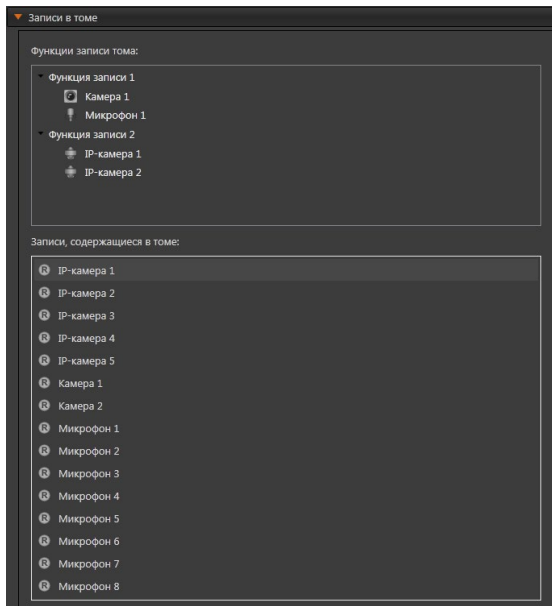 Записи в томе
Функции записи тома:
Функция записи 1
Камера 1
Микрофон 1
Функция записи 2
IP-камера 1
IP-камера 2
Записи, содержащиеся в томе:
IP-камера 1
IP-камера 2
IP-камера 3
IP-камера 4
IP-камера 5
Камера 1
Камера 2
Микрофон 1
Микрофон 2
Микрофон 3
Микрофон 4
Микрофон 5
Микрофон 6
Микрофон 7
Микрофон 8